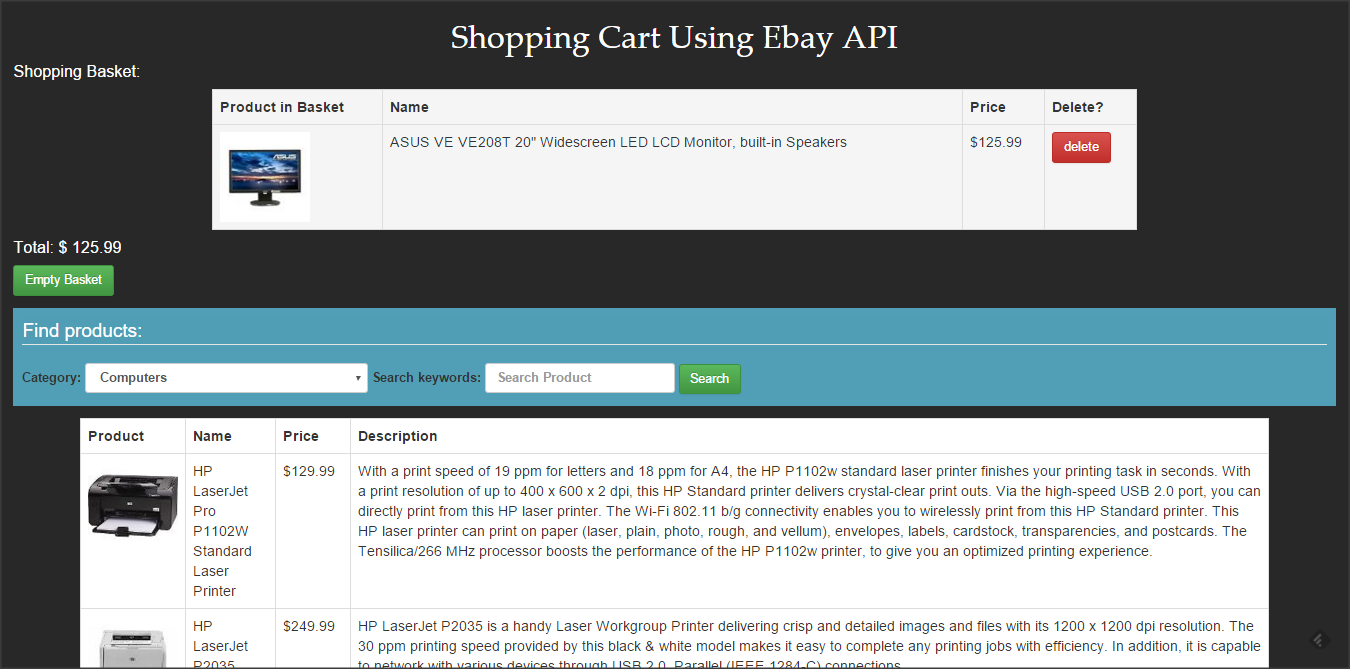 Shopping Cart Using Ebay API
Shopping Basket:
Product in Basket Name Price Delete?
ASUS
ASUS VE VE208T 20" Widescreen LED LCD Monitor, built-in Speakers $125.99 delete
Total: $ 125.99
Empty Basket
Find products:
Category: Computers Search keywords: Search Product Search
Product Name Price Description
HP
LaserJet
Pro
P1102W
Standard
Laser
Printer
$129.99
With a print speed of 19 ppm for letters and 18 ppm for A4, the HP P1102w standard laser printer finishes your printing task in seconds. With
a print resolution of up to 400 x 600 x 2 dpi, this HP Standard printer delivers crystal-clear print outs. Via the high-speed USB 2.0 port, you can
directly print from this HP laser printer. The Wi-Fi 802.11 b/g connectivity enables you to wirelessly print from this HP Standard printer. This
HP laser printer can print on paper (laser, plain, photo, rough, and vellum), envelopes, labels, cardstock, transparencies, and postcards. The
Tensilica/266 MHz processor boosts the performance of the HP P1102w printer, to give you an optimized printing experience.
HP
LaserJet
P2035
$249.99
HP LaserJet P2035 is a handy Laser Workgroup Printer delivering crisp and detailed images and files with its 1200 x 1200 dpi resolution. The
30 ppm printing speed provided by this black & white model makes it easy to complete any printing jobs with efficiency. In addition, it is capable
to network with various devices through USB 2.0, Parallel (IEEE 1284-C) connections.